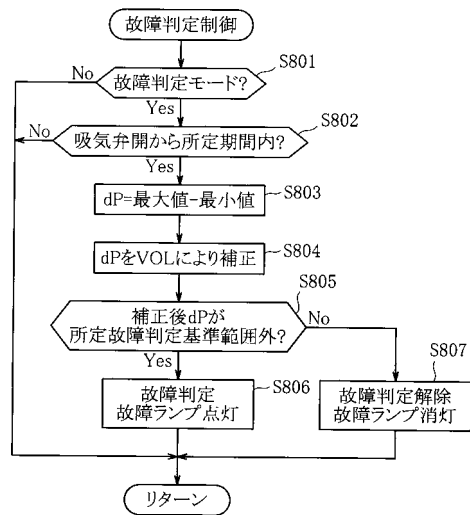 故障判定制御
S801
No
故障判定モード?
Yes
S802
No
吸気弁開から所定期間内?
Yes
S803
dP=最大値-最小値
S804
dPをVOLにより補正
S805
補正後dPが
所定故障判定基準範囲外?
No
Yes
S806
故障判定
故障ランプ点灯
S807
故障判定解除
故障ランプ消灯
リターン